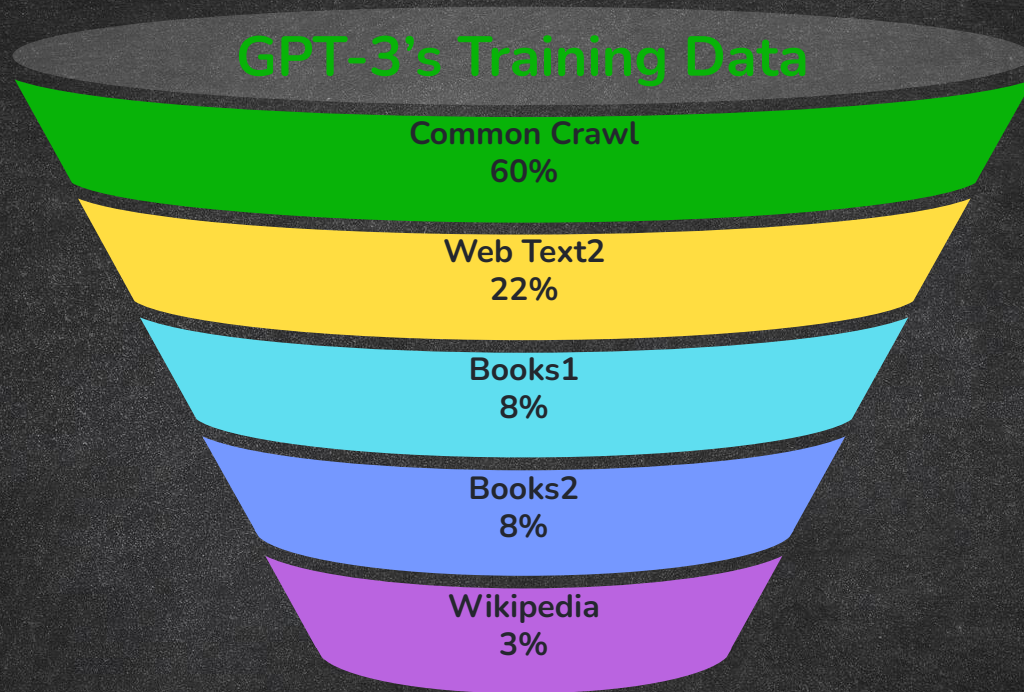 GPT-3’s Training Data
Common Crawl
60%
Web Text2
22%
Books1
8%
Books2
8%
Wikipedia
3%